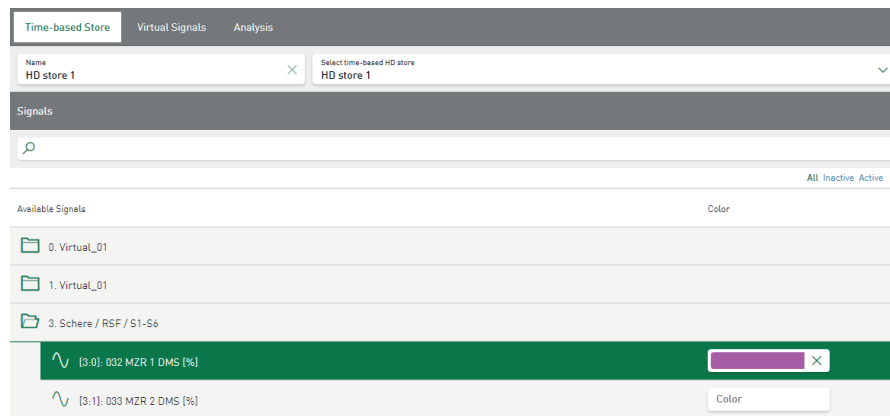 Time-based Store Virtual Signals Analysis
Name
HD store 1
Select time-based HD store
HD store 1
Signals
All Inactive Active
Available Signals Color
0. Virtual_01
1. Virtual_01
3. Schere / RSF / S1-S6
[3:0]: 032 MZR 1 DMS [%]
[3:1]: 033 MZR 2 DMS [%] Color